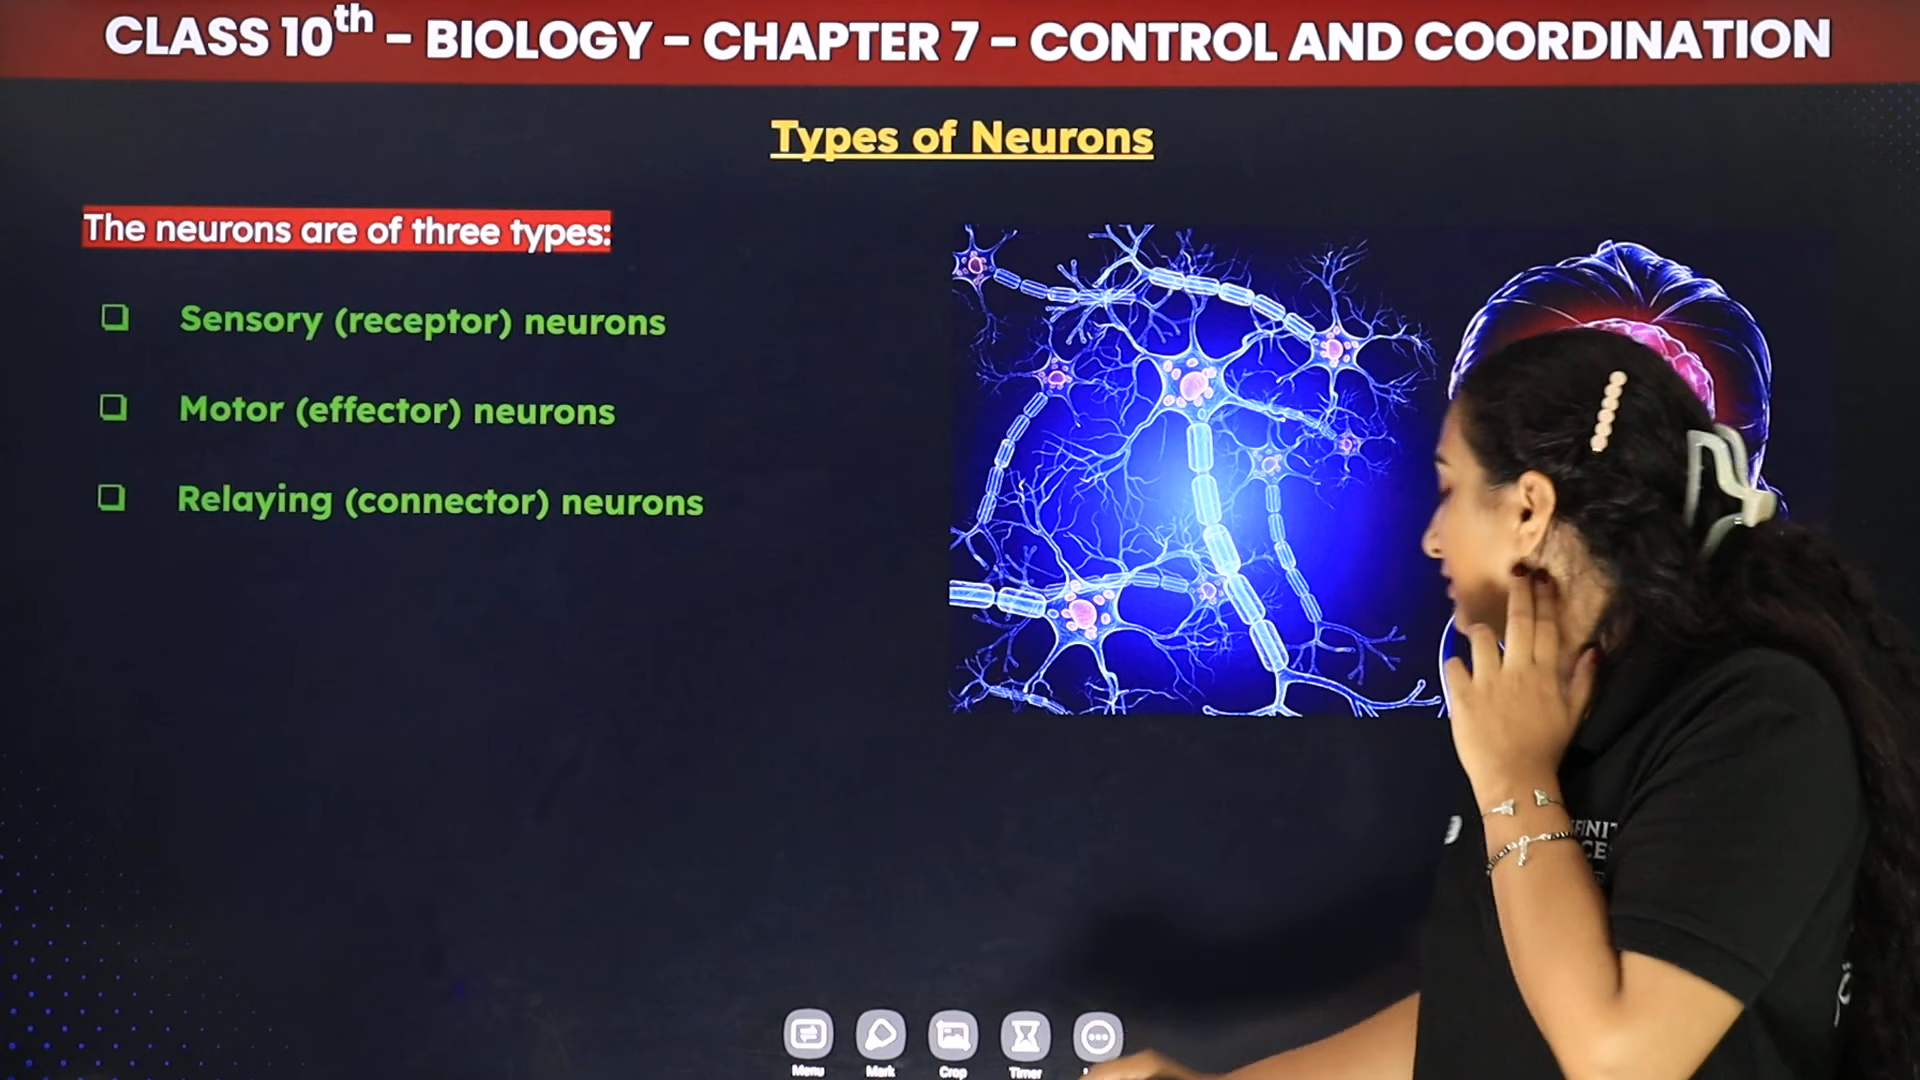 CLASS 10th - BIOLOGY - CHAPTER 7 - CONTROL AND COORDINATION
Types of Neurons
The neurons are of three types:
❑ Sensory (receptor) neurons
❑ Motor (effector) neurons
❑ Relaying (connector) neurons
Menu Mark Crop Timer